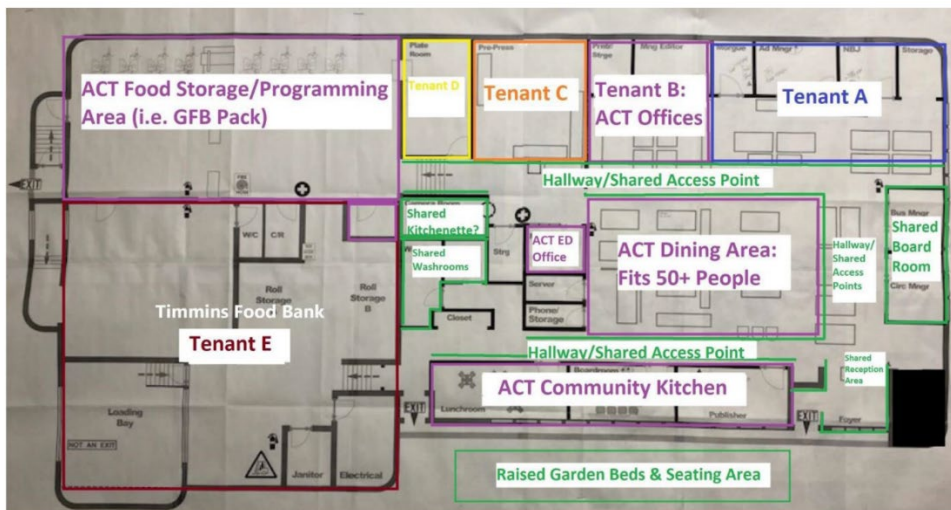 Plate
Room
Pre-Press
Mng Editor
Morgue
Ad Mngr
NBJ
Storage
ACT Food Storage/Programming
Area (i.e. GFB Pack)
Tenant D
Tenant C
Tenant B:
ACT Offices
Tenant A
EXIT
Hallway/Shared Access Point
Camera Room
Shared
Kitchenette?
WC
CR
Strg
ACT ED
Office
ACT Dining Area:
Fits 50+ People
Hallway/
Shared
Access
Points
Bus Mngr
Shared
Board
Room
Circ Mngr
Shared
Washrooms
Roll
Storage
Roll
Storage
B
Server
Phone/
Storage
Closet
Timmins Food Bank
Tenant E
Hallway/Shared Access Point
Shared
Reception
Area
ACT Community Kitchen
Lunchroom
Publisher
EXIT
EXIT
Foyer
Loading
Bay
NOT AN EXIT
Janitor
Electrical
Raised Garden Beds & Seating Area